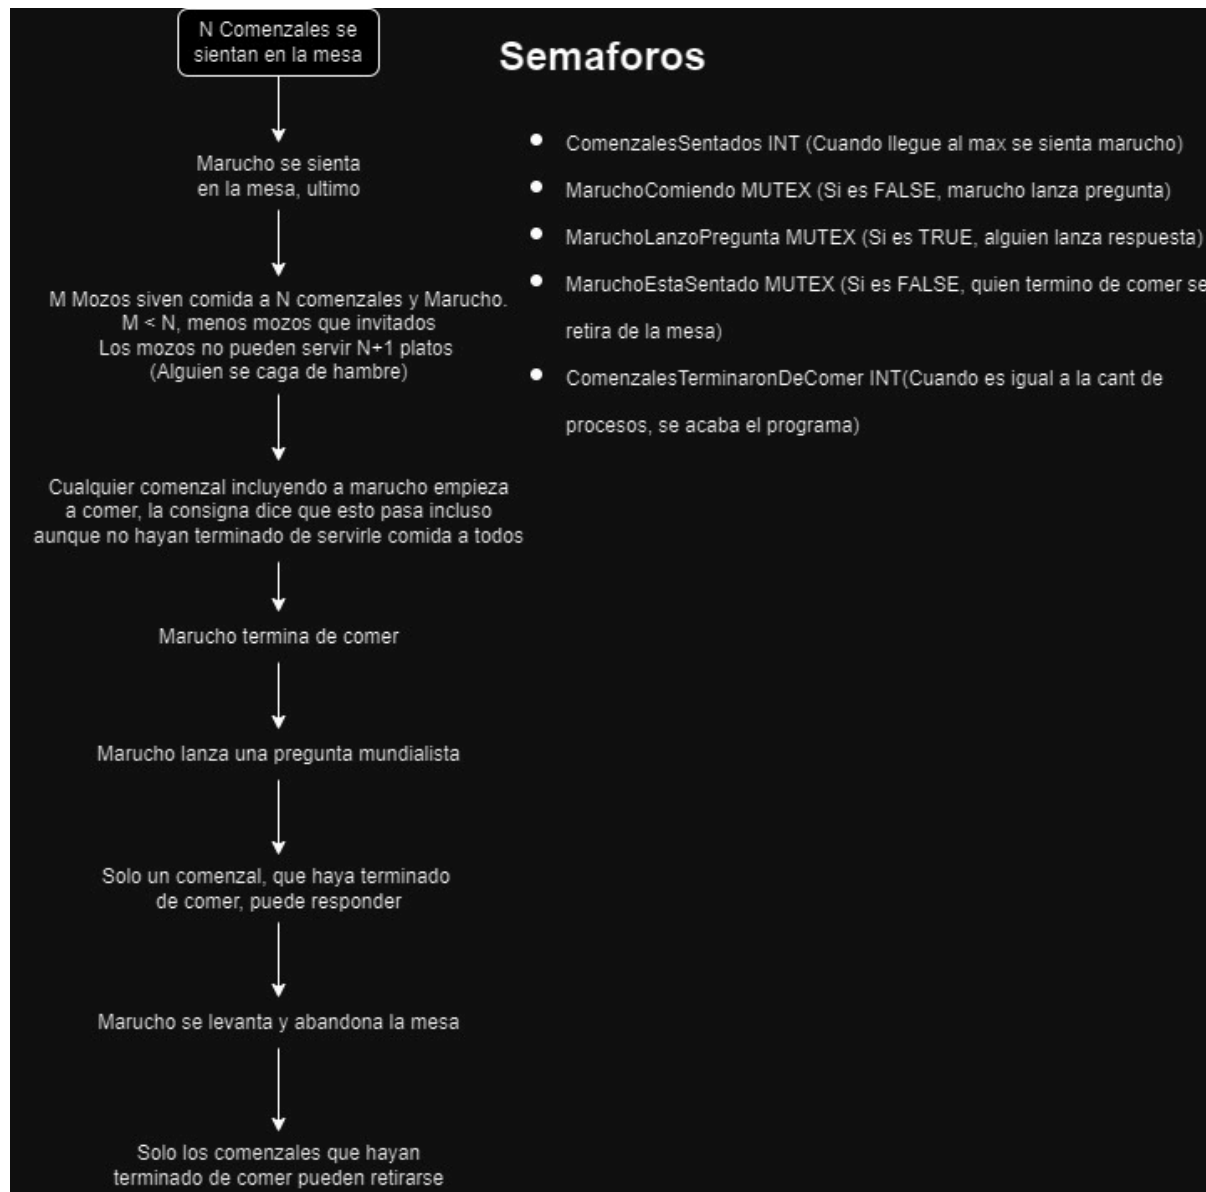 N Comenzales se
sientan en la mesa
Marucho se sienta
en la mesa, ultimo
M Mozos siven comida a N comenzales y Marucho.
M < N, menos mozos que invitados
Los mozos no pueden servir N+1 platos
(Alguien se caga de hambre)
Cualquier comenzal incluyendo a marucho empieza
a comer, la consigna dice que esto pasa incluso
aunque no hayan terminado de servirle comida a todos
Marucho termina de comer
Marucho lanza una pregunta mundialista
Solo un comenzal, que haya terminado
de comer, puede responder
Marucho se levanta y abandona la mesa
Solo los comenzales que hayan
terminado de comer pueden retirarse
Semaforos
ComenzalesSentados INT (Cuando llegue al max se sienta marucho)
MaruchoComiendo MUTEX (Si es FALSE, marucho lanza pregunta)
MaruchoLanzoPregunta MUTEX (Si es TRUE, alguien lanza respuesta)
MaruchoEstaSentado MUTEX (Si es FALSE, quien termino de comer se
retira de la mesa)
ComenzalesTerminaronDeComer INT(Cuando es igual a la cant de
procesos, se acaba el programa)